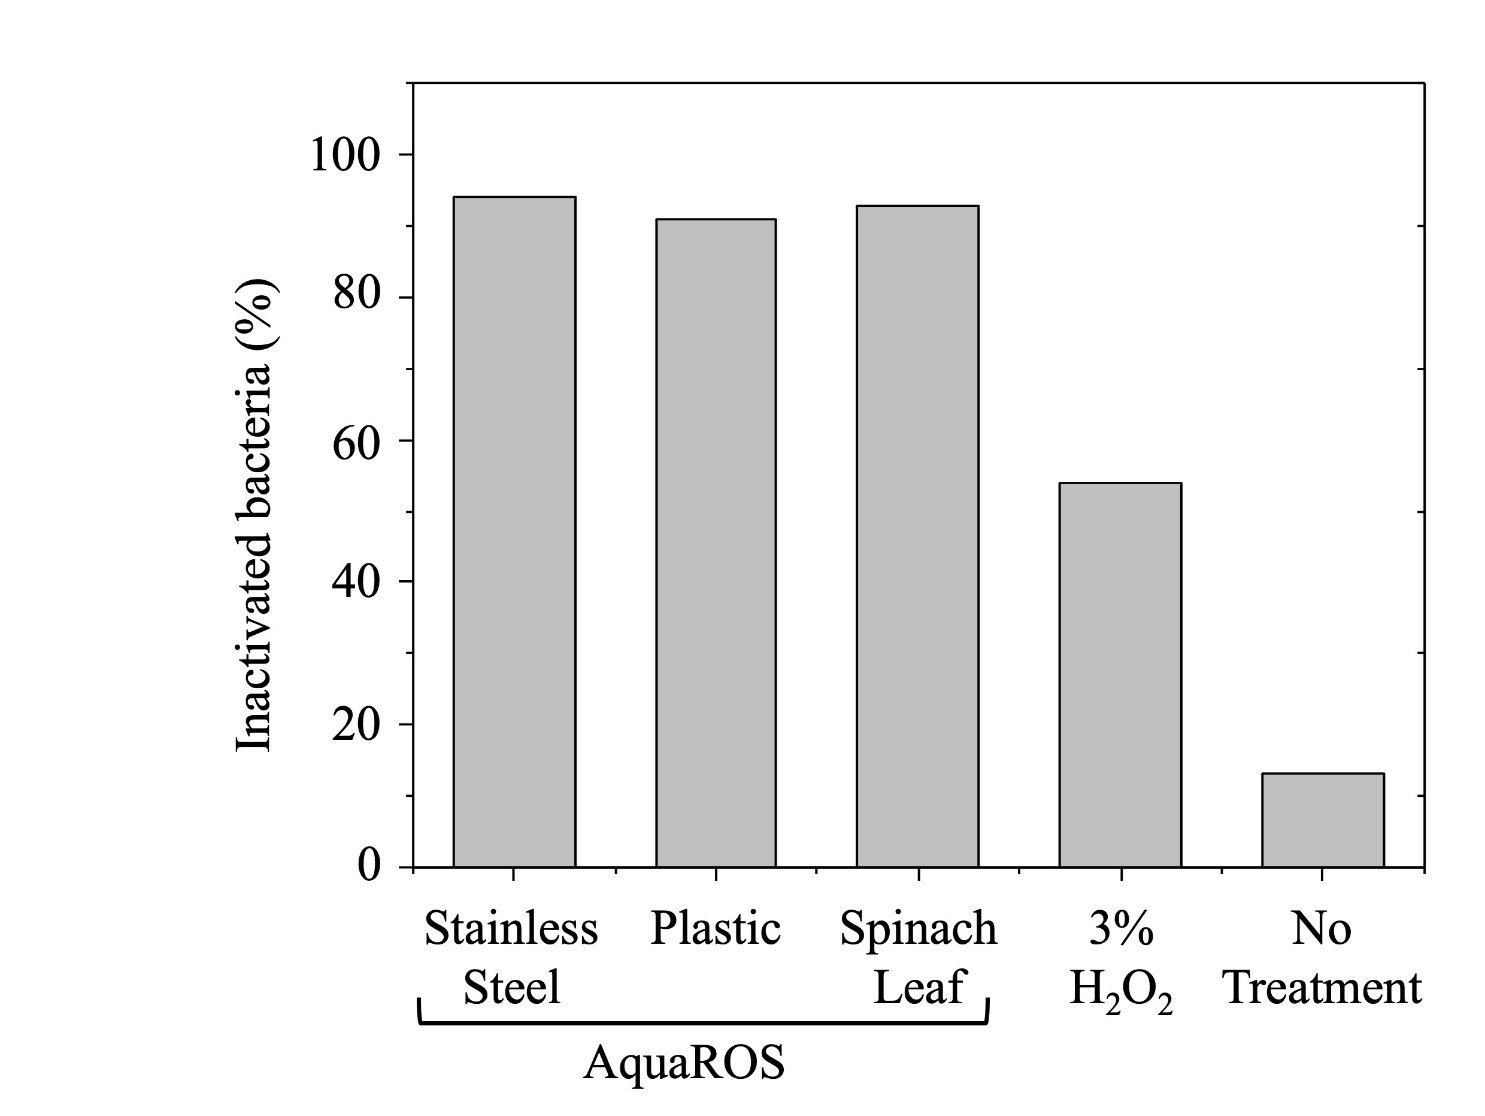 Inactivated bacteria (%)
100
80
60
40
20
0
Stainless Steel
Plastic
Spinach Leaf
3% H₂O₂
No Treatment
AquaROS